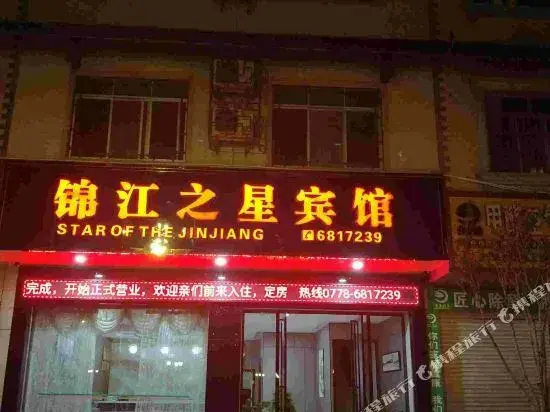 锦江之星宾馆
STAR OF THE JINJIANG 6817239
完成，开始正式营业，欢迎亲们前来入住，定房 热线0778-6817239
匠心除
携程旅行